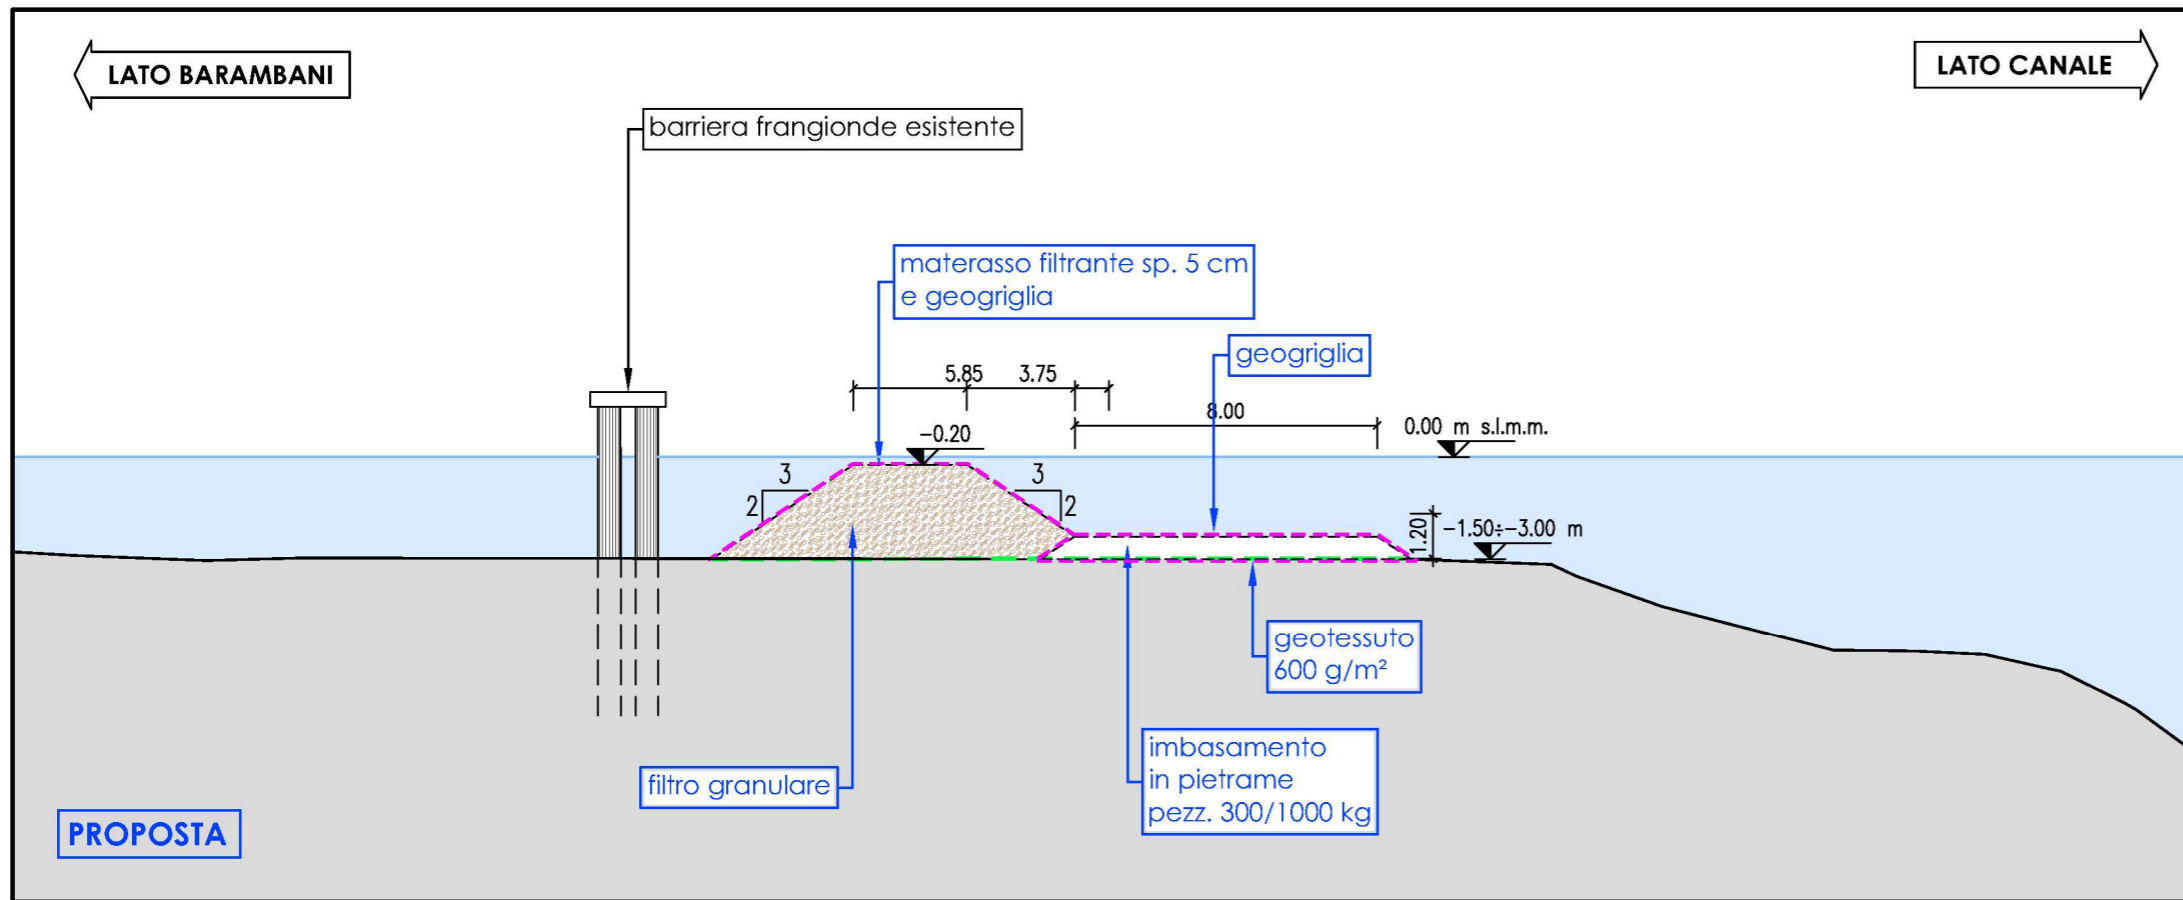 LATO BARAMBANI
LATO CANALE
barriera frangionde esistente
materasso filtrante sp. 5 cm
e geogriglia
geogriglia
5.85
3.75
8.00
0.00 m s.l.m.m.
-0.20
3
2
3
2
1.20
-1.50÷-3.00 m
geotessuto
600 g/m²
imbasamento
in pietrame
pezz. 300/1000 kg
filtro granulare
PROPOSTA